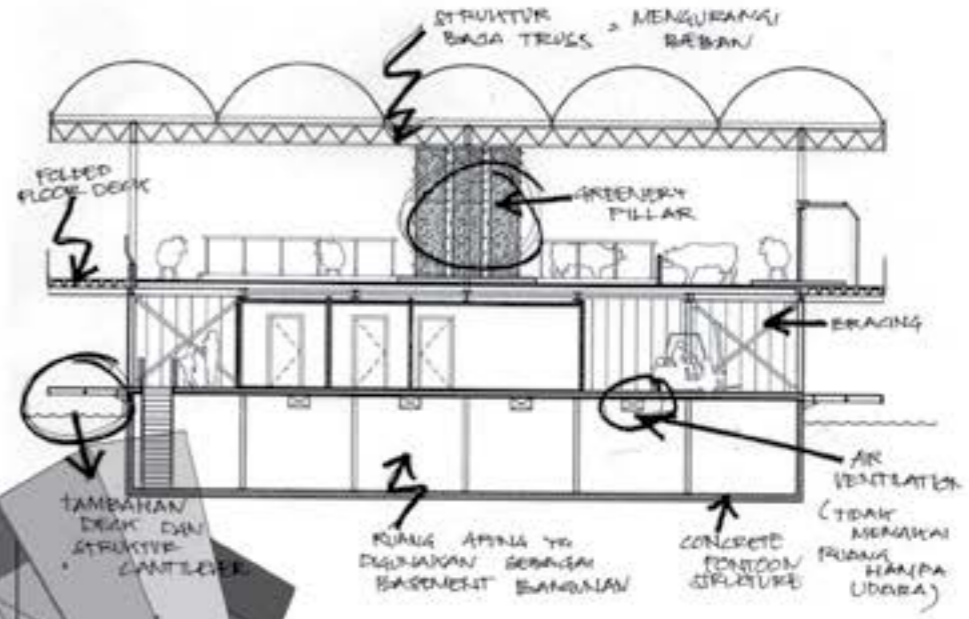 STRUKTUR
BAJA TRUSS = MENGURANGI
BEBAN
FOLDED
FLOOR DECK
GREENERY
PILLAR
BRACING
AIR
VENTILATION
(TIDAK
MEMAKAI
RUANG
HAMPA
UDARA)
TAMBAHAN
DECK DAN
STRUKTUR
CANTILEVER
RUANG APUNG YG
DIGUNAKAN SEBAGAI
BASEMENT BANGUNAN
CONCRETE
PONTOON
STRUCTURE